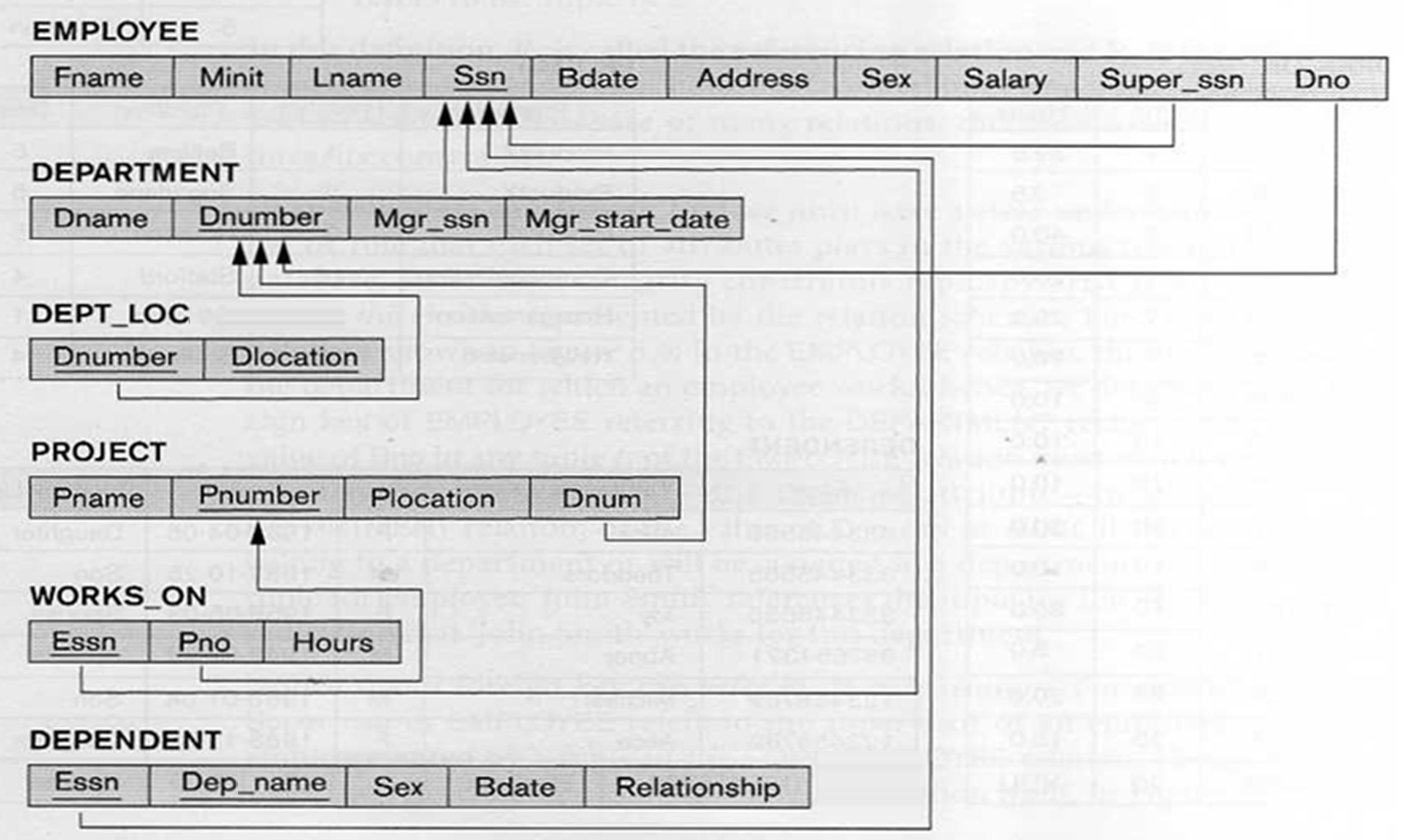 EMPLOYEE
Fname Minit Lname Ssn Bdate Address Sex Salary Super_ssn Dno
DEPARTMENT
Dname Dnumber Mgr_ssn Mgr_start_date
DEPT_LOC
Dnumber Dlocation
PROJECT
Pname Pnumber Plocation Dnum
WORKS_ON
Essn Pno Hours
DEPENDENT
Essn Dep_name Sex Bdate Relationship